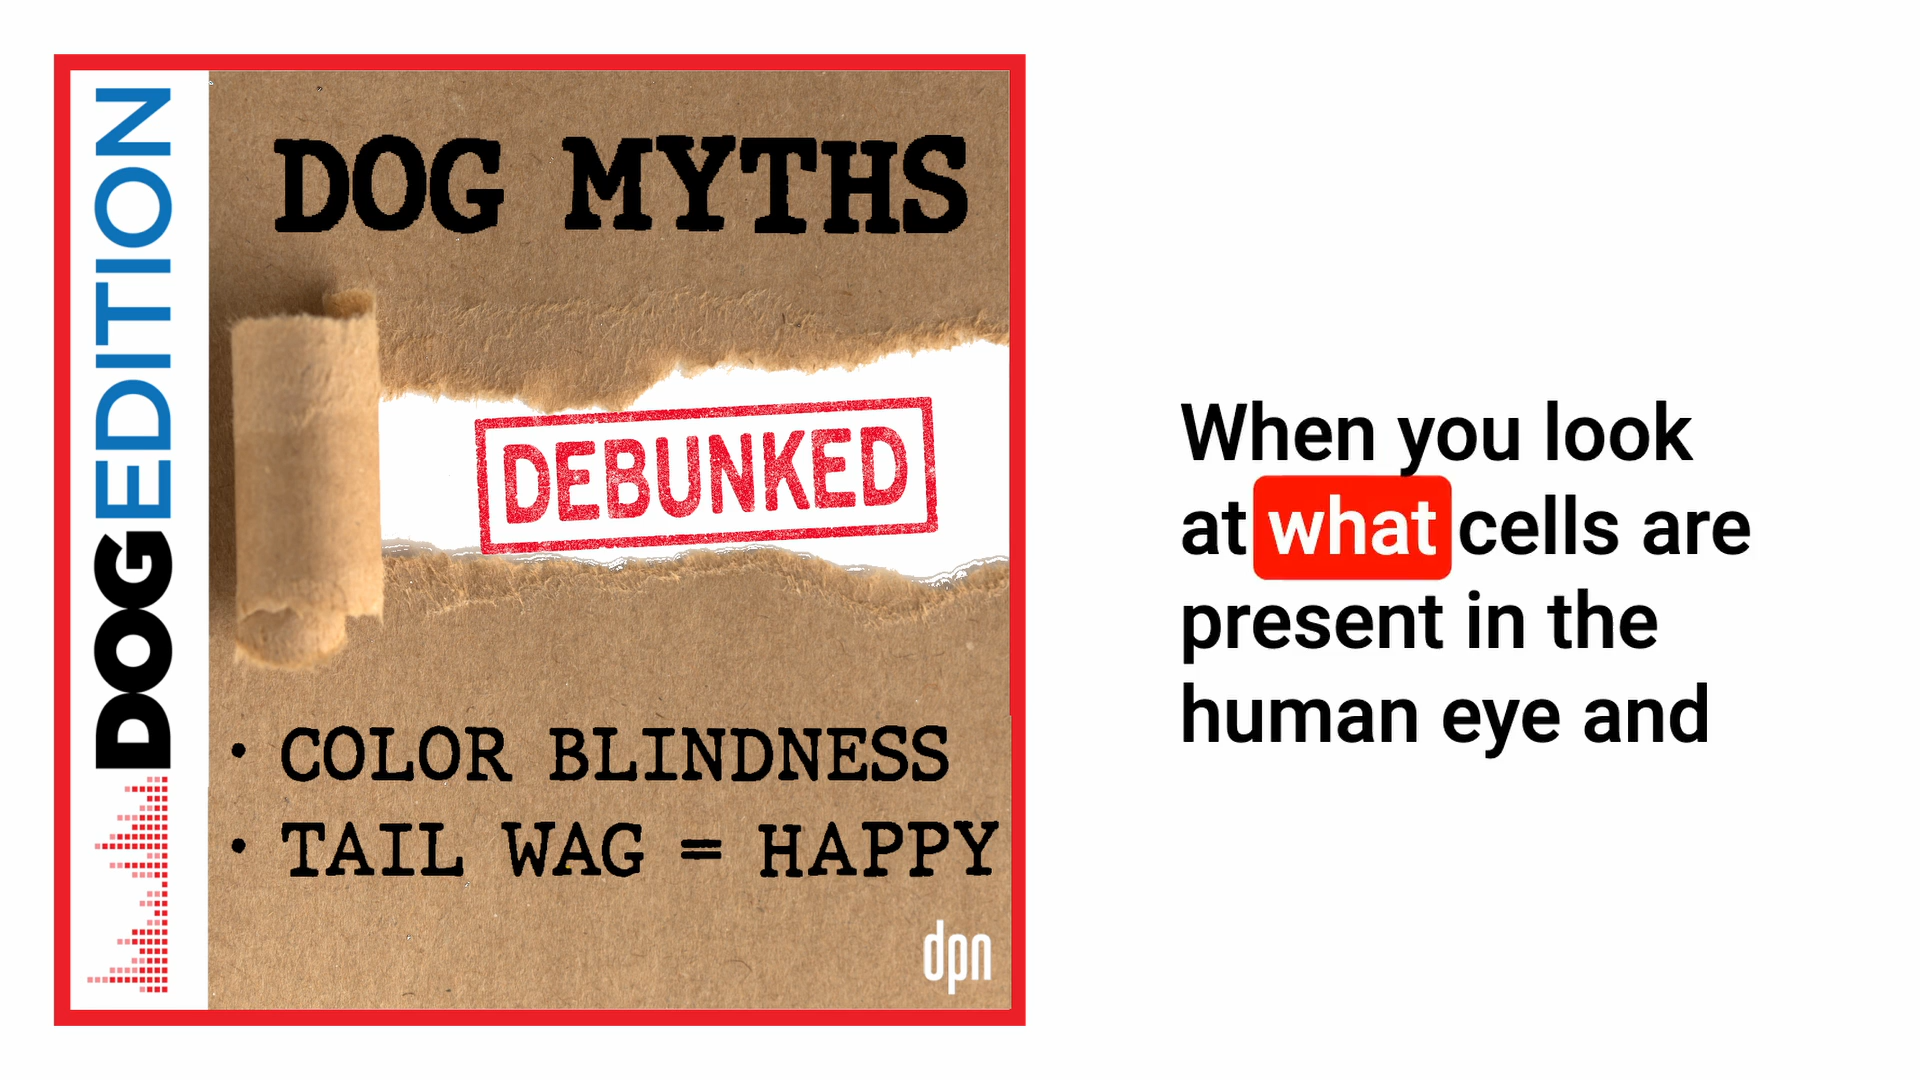 DOGEDITION
DOG MYTHS
DEBUNKED
• COLOR BLINDNESS
• TAIL WAG = HAPPY
dpn
When you look
at what cells are
present in the
human eye and